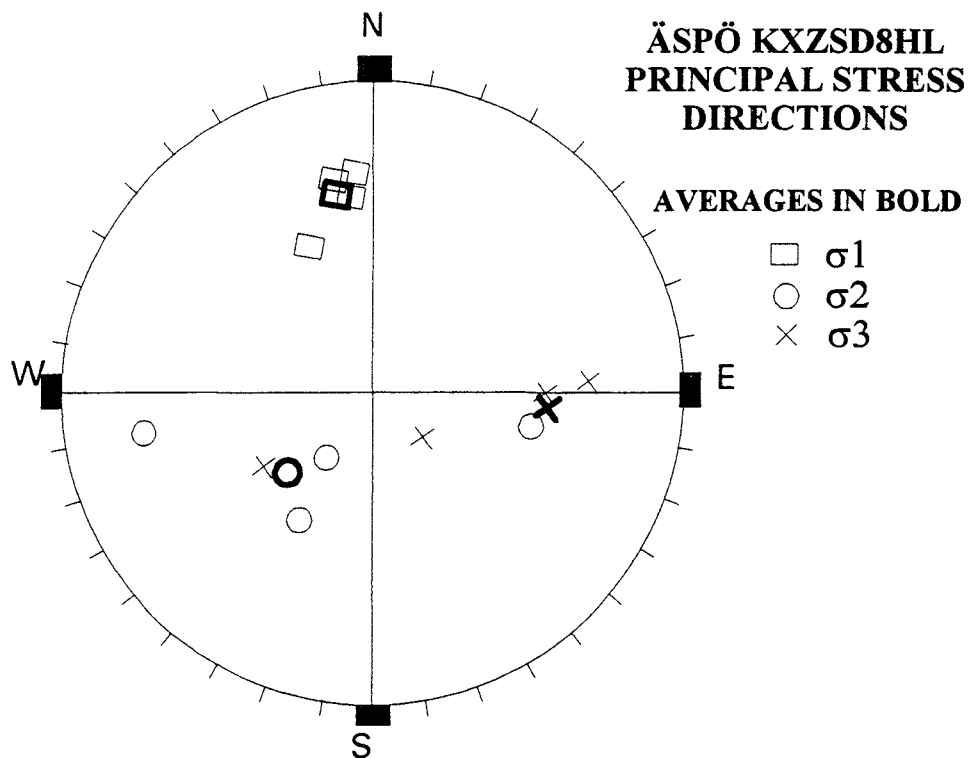 N
ÄSPÖ KXZSD8HL
PRINCIPAL STRESS
DIRECTIONS
AVERAGES IN BOLD
σ1
σ2
σ3
W
E
S